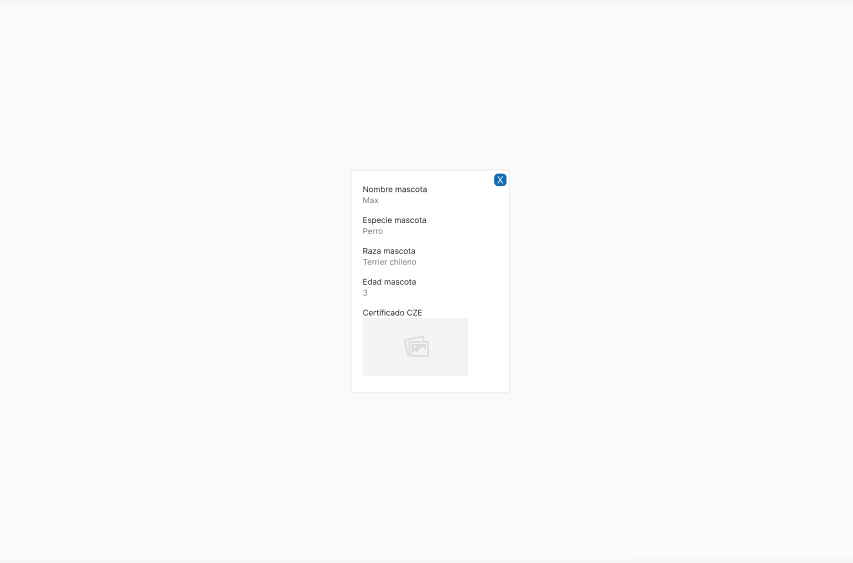 X
Nombre mascota
Max
Especie mascota
Perro
Raza mascota
Terrier chileno
Edad mascota
3
Certificado CZE